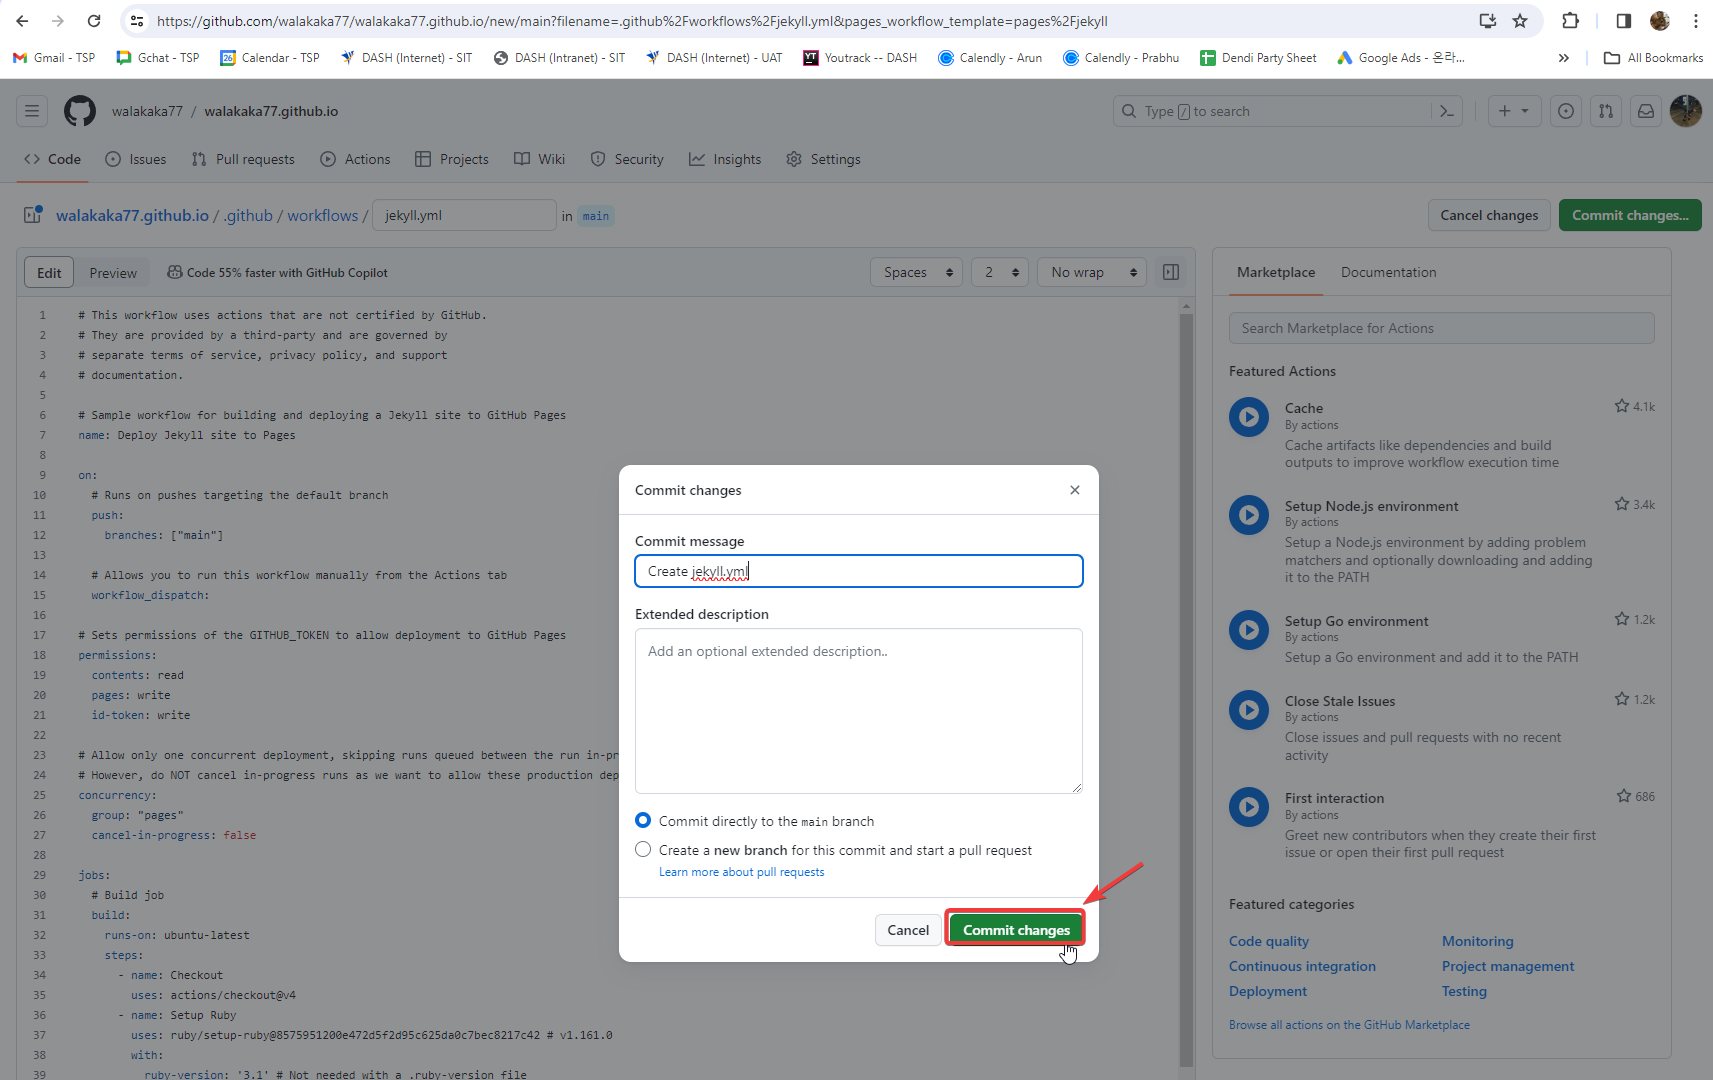 https://github.com/walakaka77/walakaka77.github.io/new/main?filename=.github%2Fworkflows%2Fjekyll.yml&pages_workflow_template=pages%2Fjekyll
Gmail - TSP
Gchat - TSP
Calendar - TSP
DASH (Internet) - SIT
DASH (Intranet) - SIT
DASH (Internet) - UAT
Youtrack -- DASH
Calendly - Arun
Calendly - Prabhu
Dendi Party Sheet
Google Ads - 온라...
All Bookmarks
walakaka77 / walakaka77.github.io
Type / to search
Code
Issues
Pull requests
Actions
Projects
Wiki
Security
Insights
Settings
walakaka77.github.io / .github / workflows / jekyll.yml in main
Cancel changes
Commit changes...
Edit
Preview
Code 55% faster with GitHub Copilot
Spaces
2
No wrap
1 # This workflow uses actions that are not certified by GitHub.
2 # They are provided by a third-party and are governed by
3 # separate terms of service, privacy policy, and support
4 # documentation.
5
6 # Sample workflow for building and deploying a Jekyll site to GitHub Pages
7 name: Deploy Jekyll site to Pages
8
9 on:
10 # Runs on pushes targeting the default branch
11 push:
12 branches: ["main"]
13
14 # Allows you to run this workflow manually from the Actions tab
15 workflow_dispatch:
16
17 # Sets permissions of the GITHUB_TOKEN to allow deployment to GitHub Pages
18 permissions:
19 contents: read
20 pages: write
21 id-token: write
22
23 # Allow only one concurrent deployment, skipping runs queued between the run in-pr
24 # However, do NOT cancel in-progress runs as we want to allow these production dep
25 concurrency:
26 group: "pages"
27 cancel-in-progress: false
28
29 jobs:
30 # Build job
31 build:
32 runs-on: ubuntu-latest
33 steps:
34 - name: Checkout
35 uses: actions/checkout@v4
36 - name: Setup Ruby
37 uses: ruby/setup-ruby@8575951200e472d5f2d95c625da0c7bec8217c42 # v1.161.0
38 with:
39 ruby-version: '3.1' # Not needed with a .ruby-version file
Commit changes
Commit message
Create jekyll.yml
Extended description
Add an optional extended description..
Commit directly to the main branch
Create a new branch for this commit and start a pull request
Learn more about pull requests
Cancel
Commit changes
Marketplace
Documentation
Search Marketplace for Actions
Featured Actions
Cache
4.1k
By actions
Cache artifacts like dependencies and build
outputs to improve workflow execution time
Setup Node.js environment
3.4k
By actions
Setup a Node.js environment by adding problem
matchers and optionally downloading and adding
it to the PATH
Setup Go environment
1.2k
By actions
Setup a Go environment and add it to the PATH
Close Stale Issues
1.2k
By actions
Close issues and pull requests with no recent
activity
First interaction
686
By actions
Greet new contributors when they create their first
issue or open their first pull request
Featured categories
Code quality
Monitoring
Continuous integration
Project management
Deployment
Testing
Browse all actions on the GitHub Marketplace